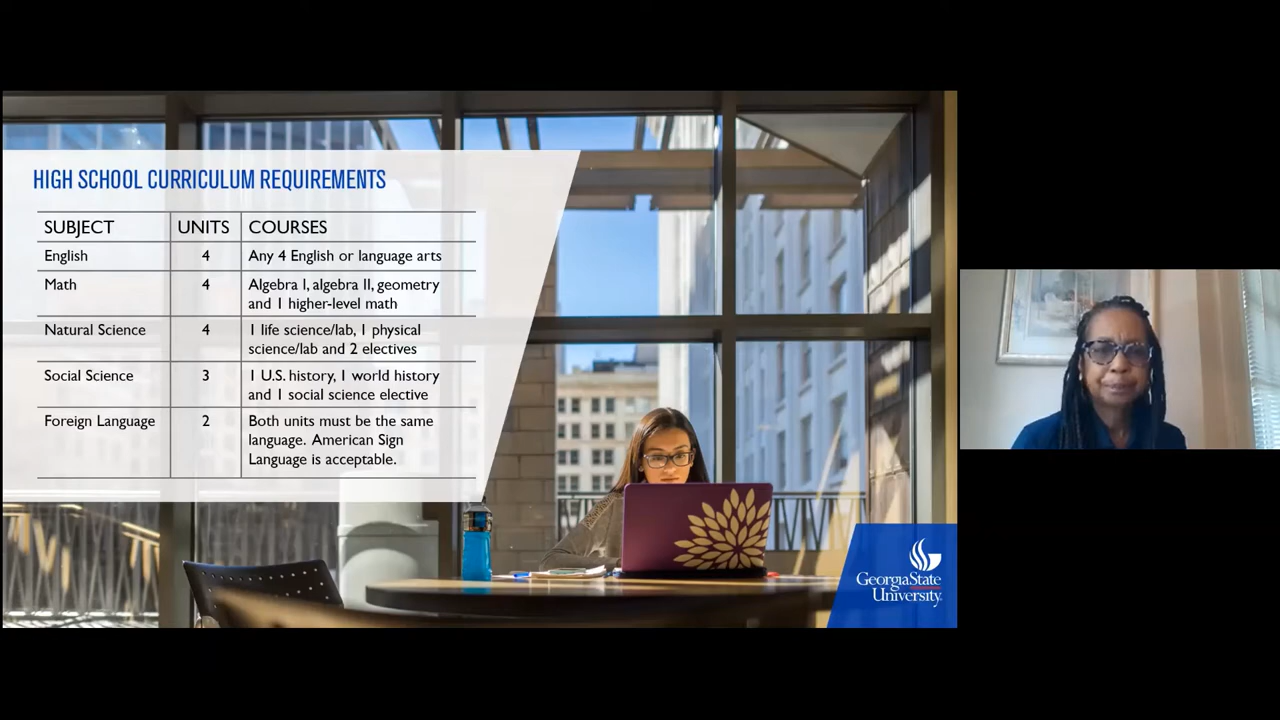 HIGH SCHOOL CURRICULUM REQUIREMENTS
SUBJECT UNITS COURSES
English 4 Any 4 English or language arts
Math 4 Algebra I, algebra II, geometry
and 1 higher-level math
Natural Science 4 1 life science/lab, 1 physical
science/lab and 2 electives
Social Science 3 1 U.S. history, 1 world history
and 1 social science elective
Foreign Language 2 Both units must be the same
language. American Sign
Language is acceptable.
GeorgiaState
University